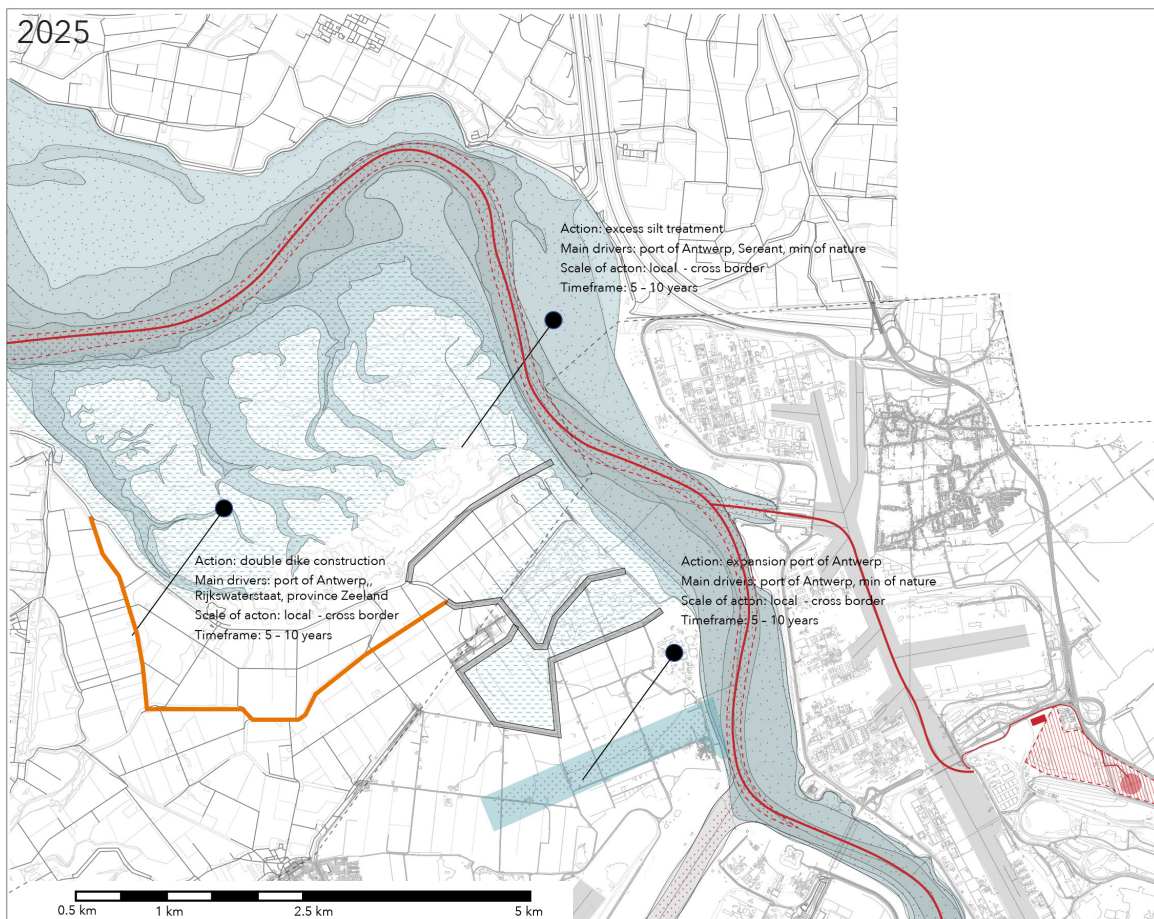 2025
Action: excess silt treatment
Main drivers: port of Antwerp, Sereant, min of nature
Scale of acton: local  - cross border
Timeframe: 5 – 10 years
Action: double dike construction
Main drivers: port of Antwerp,,
Rijkswaterstaat, province Zeeland
Scale of acton: local  - cross border
Timeframe: 5 – 10 years
Action: expansion port of Antwerp
Main drivers: port of Antwerp, min of nature
Scale of acton: local  - cross border
Timeframe: 5 – 10 years
0.5 km
1 km
2.5 km
5 km